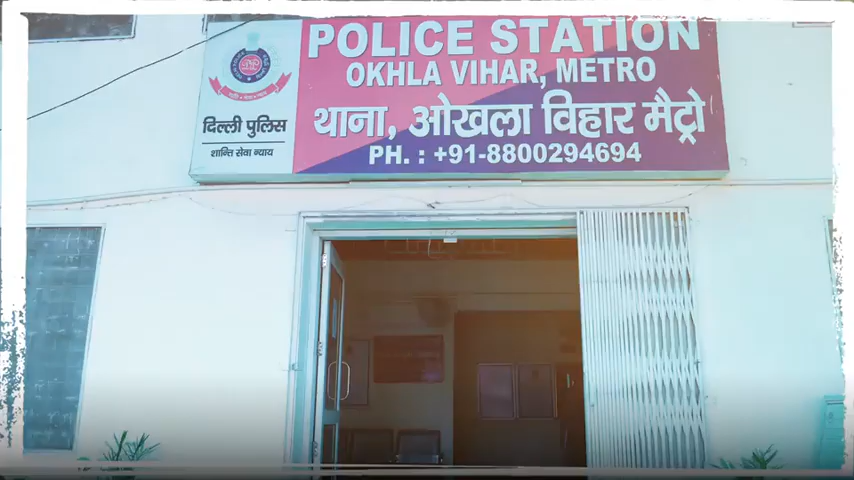 POLICE STATION
OKHLA VIHAR, METRO
थाना, ओखला विहार मैट्रो
PH. : +91-8800294694
दिल्ली पुलिस
शान्ति सेवा न्याय